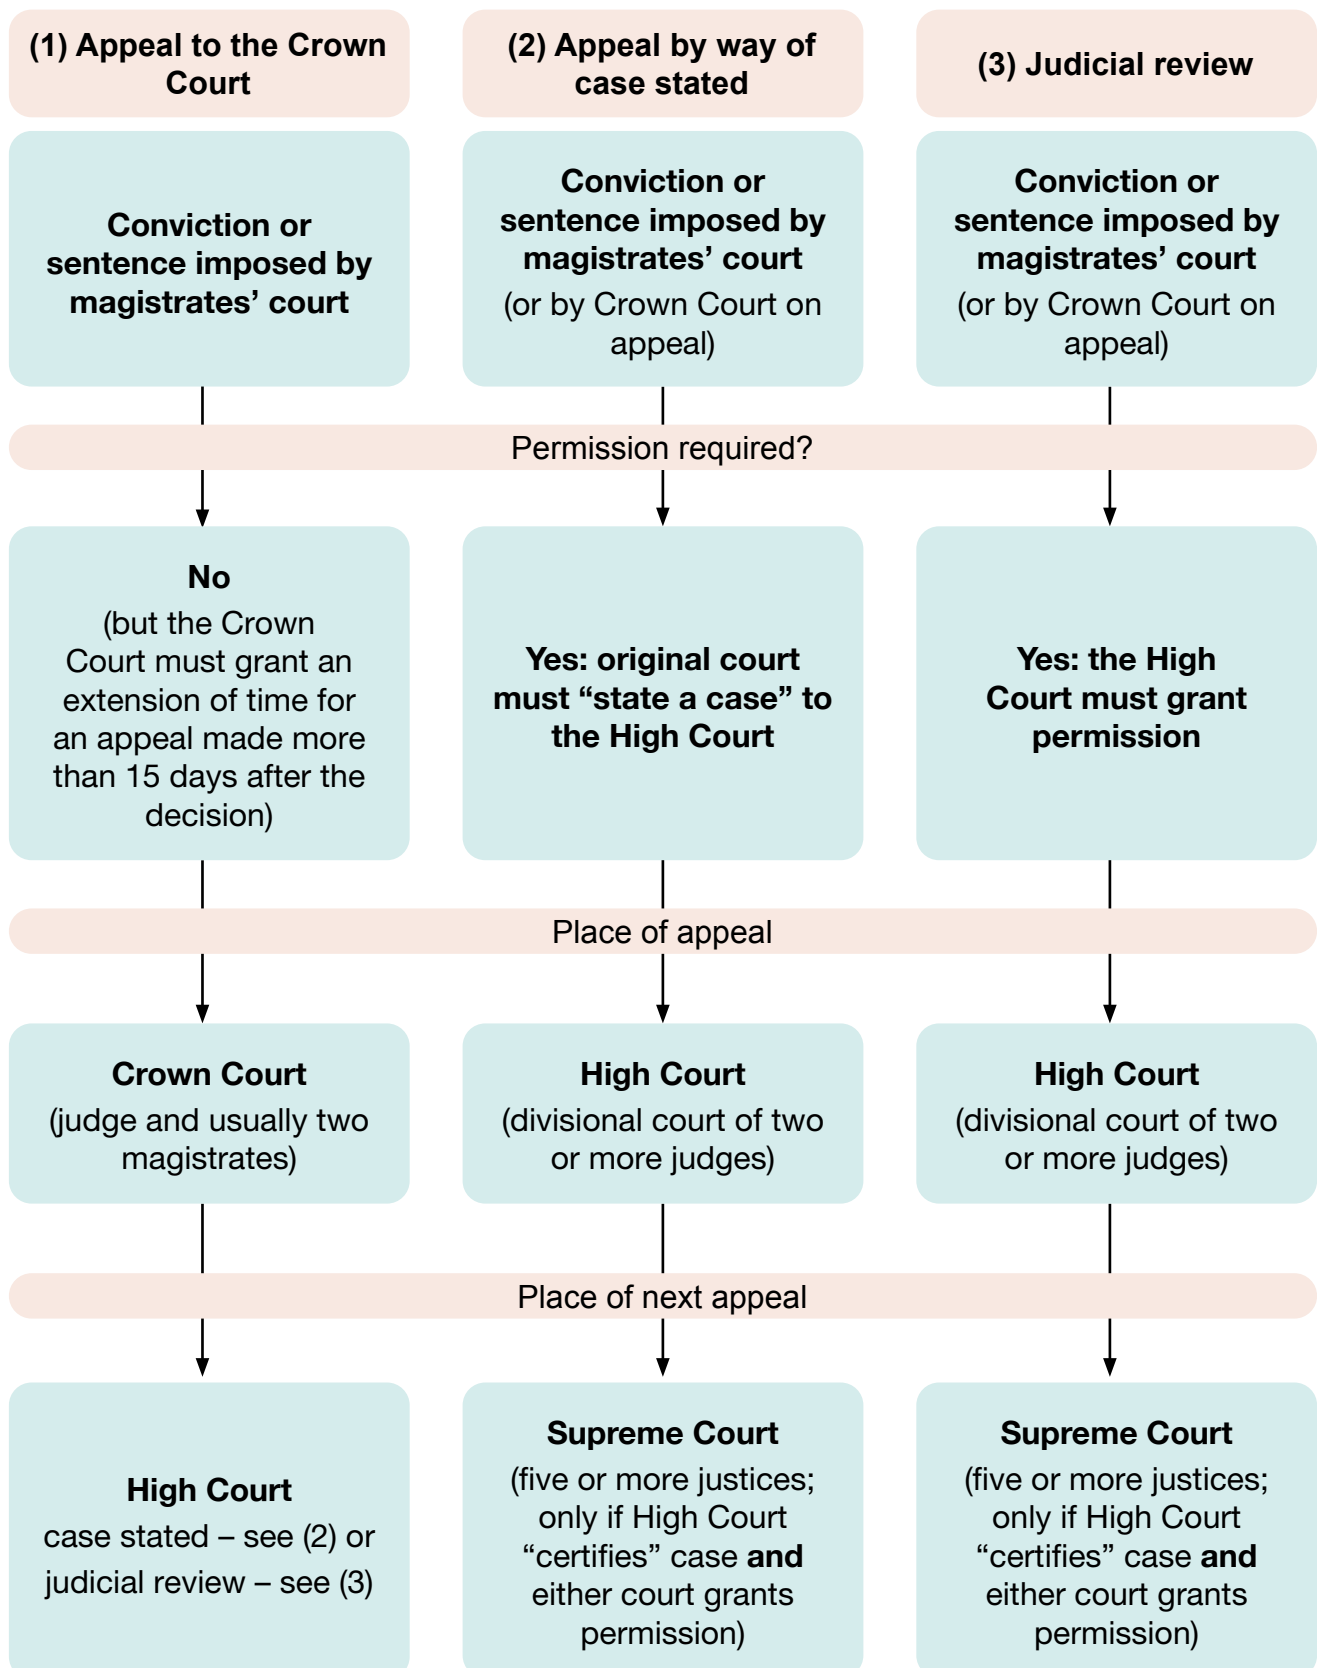 (1) Appeal to the Crown
Court
(2) Appeal by way of
case stated
(3) Judicial review
Conviction or
sentence imposed by
magistrates’ court
Conviction or
sentence imposed by
magistrates’ court
(or by Crown Court on
appeal)
Conviction or
sentence imposed by
magistrates’ court
(or by Crown Court on
appeal)
Permission required?
No
(but the Crown
Court must grant an
extension of time for
an appeal made more
than 15 days after the
decision)
Yes: original court
must “state a case” to
the High Court
Yes: the High
Court must grant
permission
Place of appeal
Crown Court
(judge and usually two
magistrates)
High Court
(divisional court of two
or more judges)
High Court
(divisional court of two
or more judges)
Place of next appeal
High Court
case stated – see (2) or
judicial review – see (3)
Supreme Court
(five or more justices;
only if High Court
“certifies” case and
either court grants
permission)
Supreme Court
(five or more justices;
only if High Court
“certifies” case and
either court grants
permission)